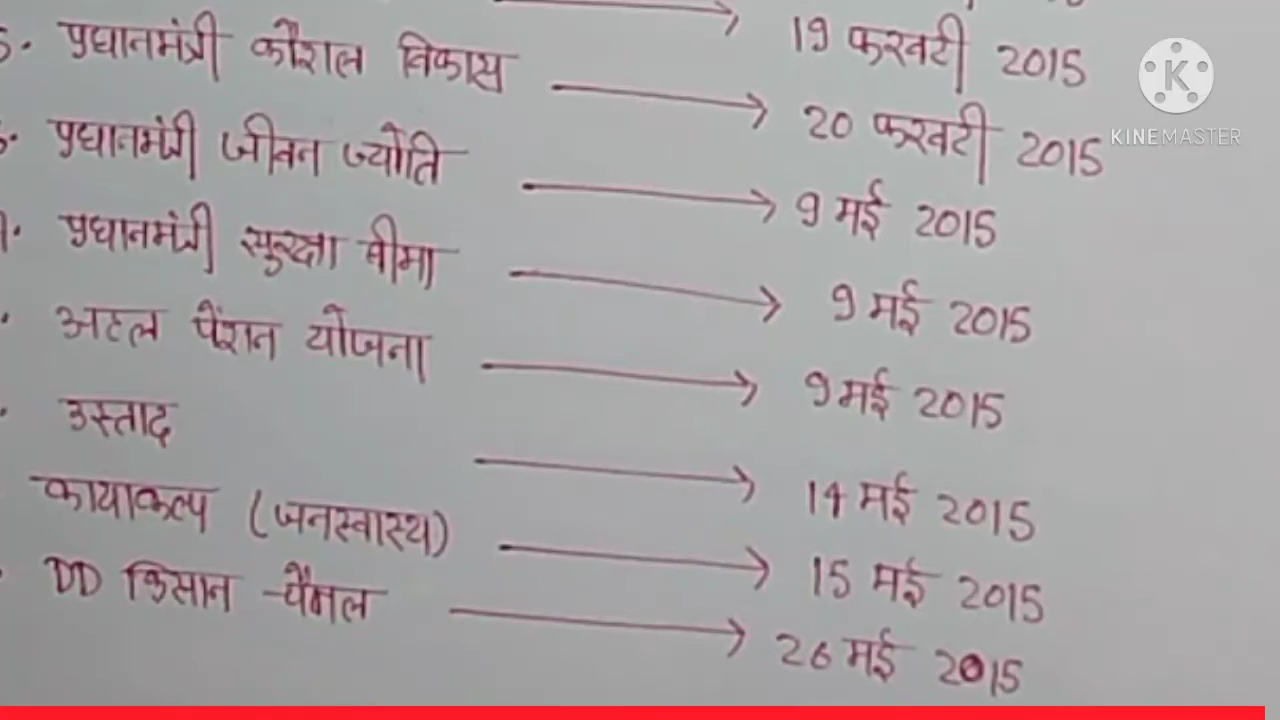 19 फरवरी 2015
5. प्रधानमंत्री कौशल विकास → 20 फरवरी 2015
6. प्रधानमंत्री जीवन ज्योति → 9 मई 2015
प्रधानमंत्री सुरक्षा बीमा → 9 मई 2015
अटल पेंशन योजना → 9 मई 2015
उस्ताद → 14 मई 2015
कायाकल्प (जनस्वास्थ) → 15 मई 2015
DD किसान चैनल → 26 मई 2015
KINEMASTER